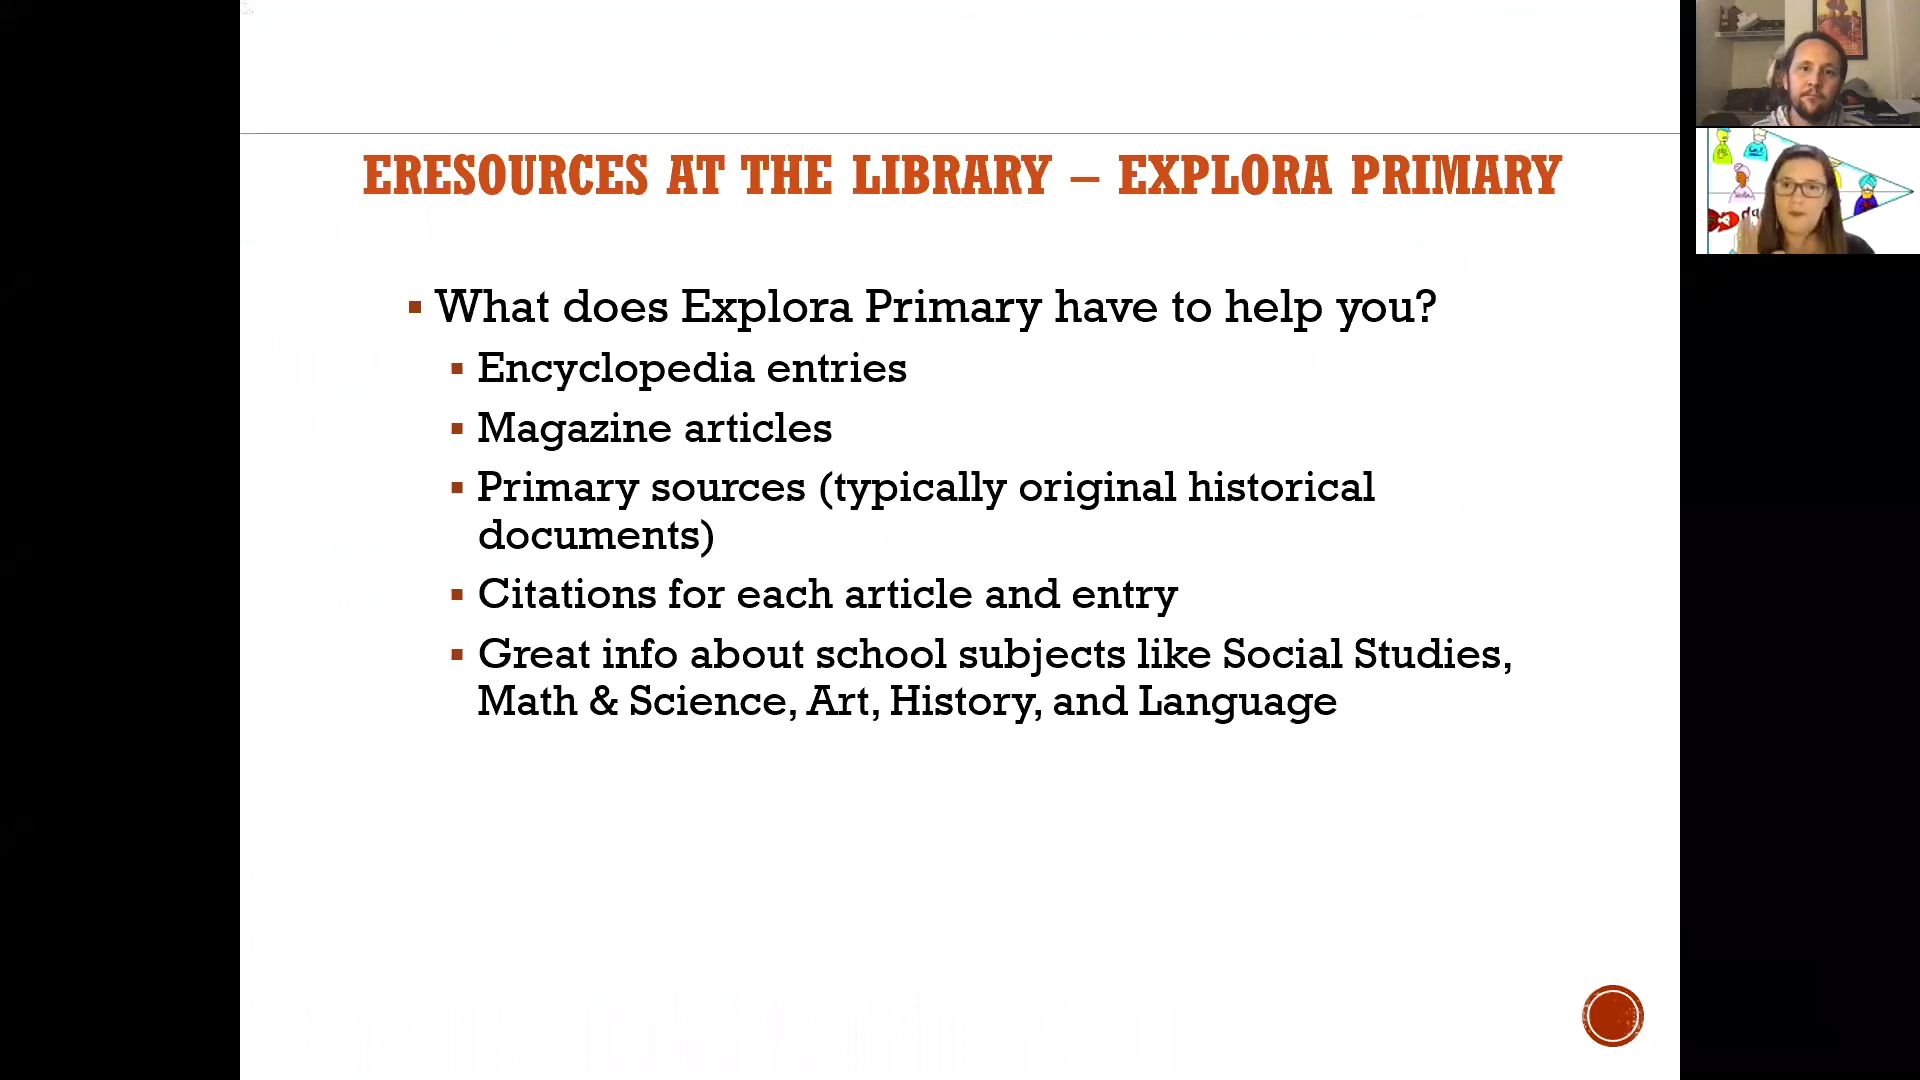 ERESOURCES AT THE LIBRARY – EXPLORA PRIMARY
What does Explora Primary have to help you?
Encyclopedia entries
Magazine articles
Primary sources (typically original historical
documents)
Citations for each article and entry
Great info about school subjects like Social Studies,
Math & Science, Art, History, and Language